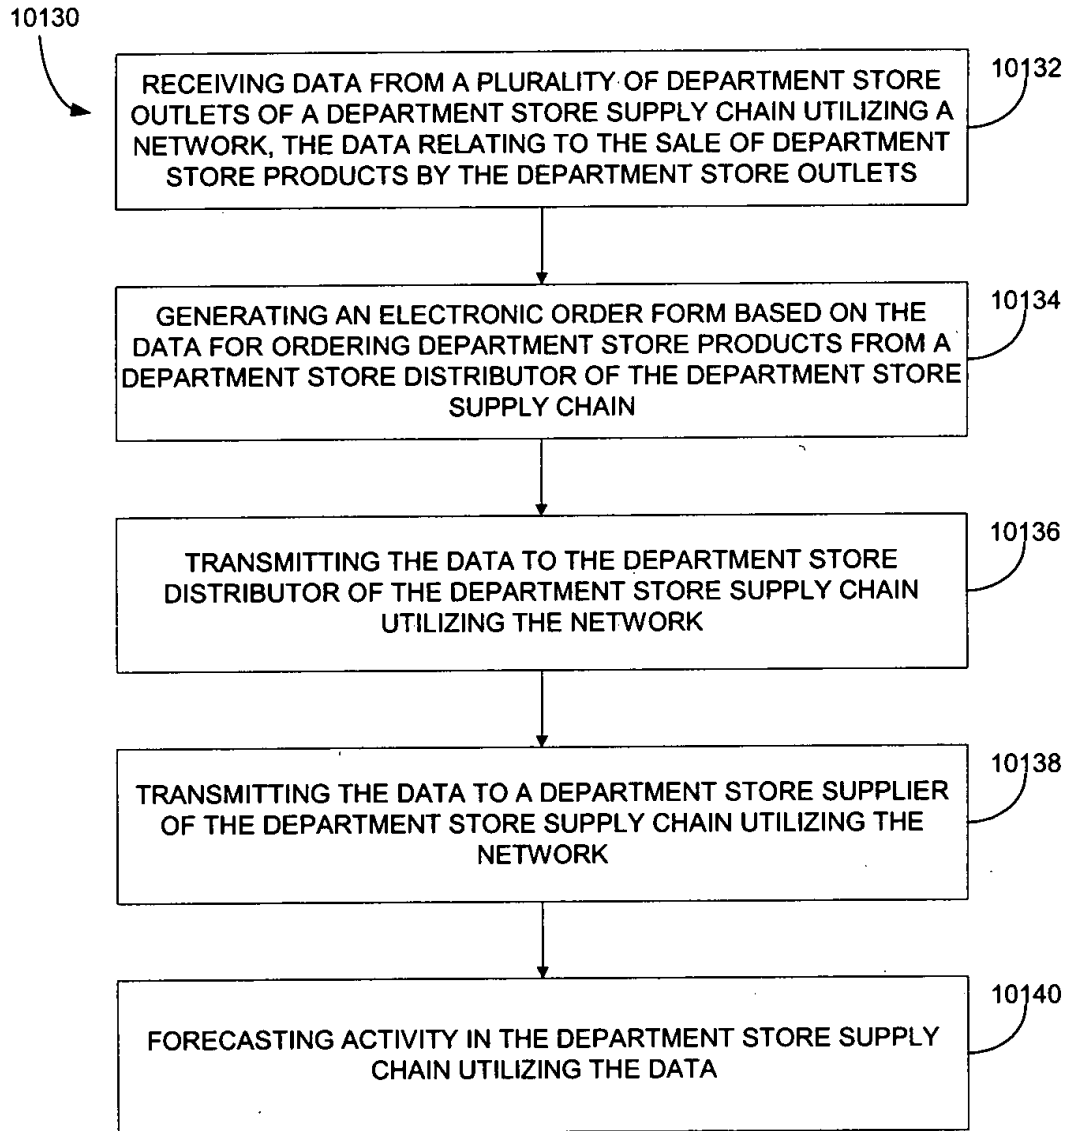 10130
RECEIVING DATA FROM A PLURALITY OF DEPARTMENT STORE
OUTLETS OF A DEPARTMENT STORE SUPPLY CHAIN UTILIZING A
NETWORK, THE DATA RELATING TO THE SALE OF DEPARTMENT
STORE PRODUCTS BY THE DEPARTMENT STORE OUTLETS
10132
GENERATING AN ELECTRONIC ORDER FORM BASED ON THE
DATA FOR ORDERING DEPARTMENT STORE PRODUCTS FROM A
DEPARTMENT STORE DISTRIBUTOR OF THE DEPARTMENT STORE
SUPPLY CHAIN
10134
TRANSMITTING THE DATA TO THE DEPARTMENT STORE
DISTRIBUTOR OF THE DEPARTMENT STORE SUPPLY CHAIN
UTILIZING THE NETWORK
10136
TRANSMITTING THE DATA TO A DEPARTMENT STORE SUPPLIER
OF THE DEPARTMENT STORE SUPPLY CHAIN UTILIZING THE
NETWORK
10138
FORECASTING ACTIVITY IN THE DEPARTMENT STORE SUPPLY
CHAIN UTILIZING THE DATA
10140